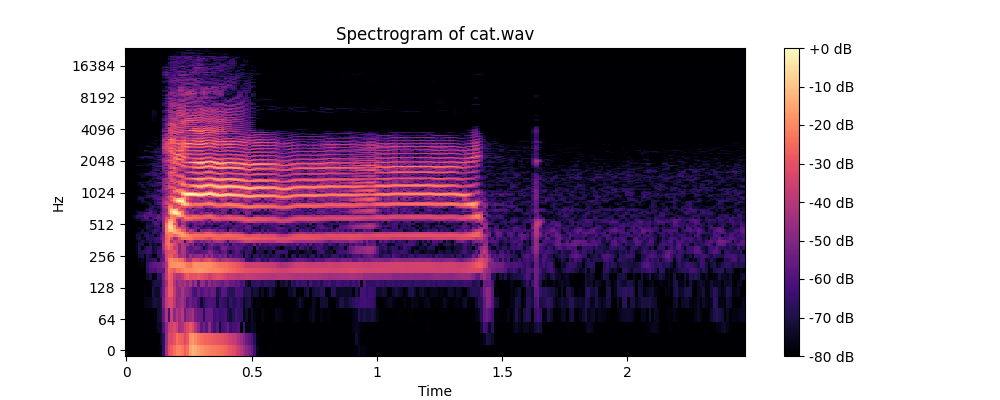 Spectrogram of cat.wav
Hz
16384
8192
4096
2048
1024
512
256
128
64
0
0
0.5
1
1.5
2
Time
+0 dB
-10 dB
-20 dB
-30 dB
-40 dB
-50 dB
-60 dB
-70 dB
-80 dB